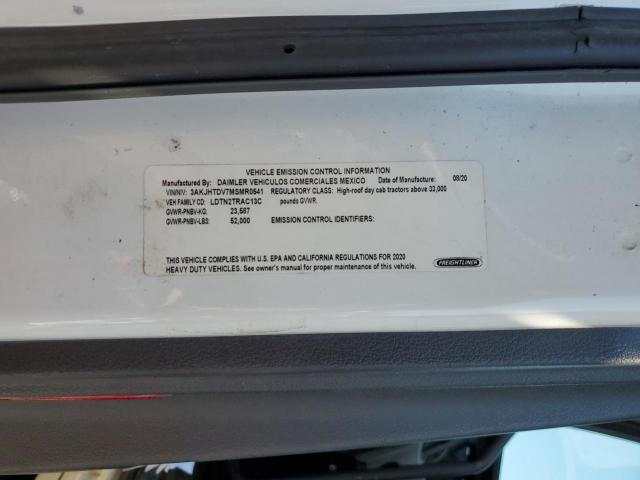 VEHICLE EMISSION CONTROL INFORMATION
Manufactured By: DAIMLER VEHICULOS COMERCIALES MEXICO Date of Manufacture: 08/20
VIN/NIV: 3AKJHTDV7MSMR0541 REGULATORY CLASS: High-roof day cab tractors above 33,000
VEH FAMILY CD: LDTN2TRAC13C pounds GVWR.
GVWR-PNBV-KG: 23,587
GVWR-PNBV-LBS: 52,000 EMISSION CONTROL IDENTIFIERS:
THIS VEHICLE COMPLIES WITH U.S. EPA AND CALIFORNIA REGULATIONS FOR 2020
HEAVY DUTY VEHICLES. See owner's manual for proper maintenance of this vehicle.
FREIGHTLINER